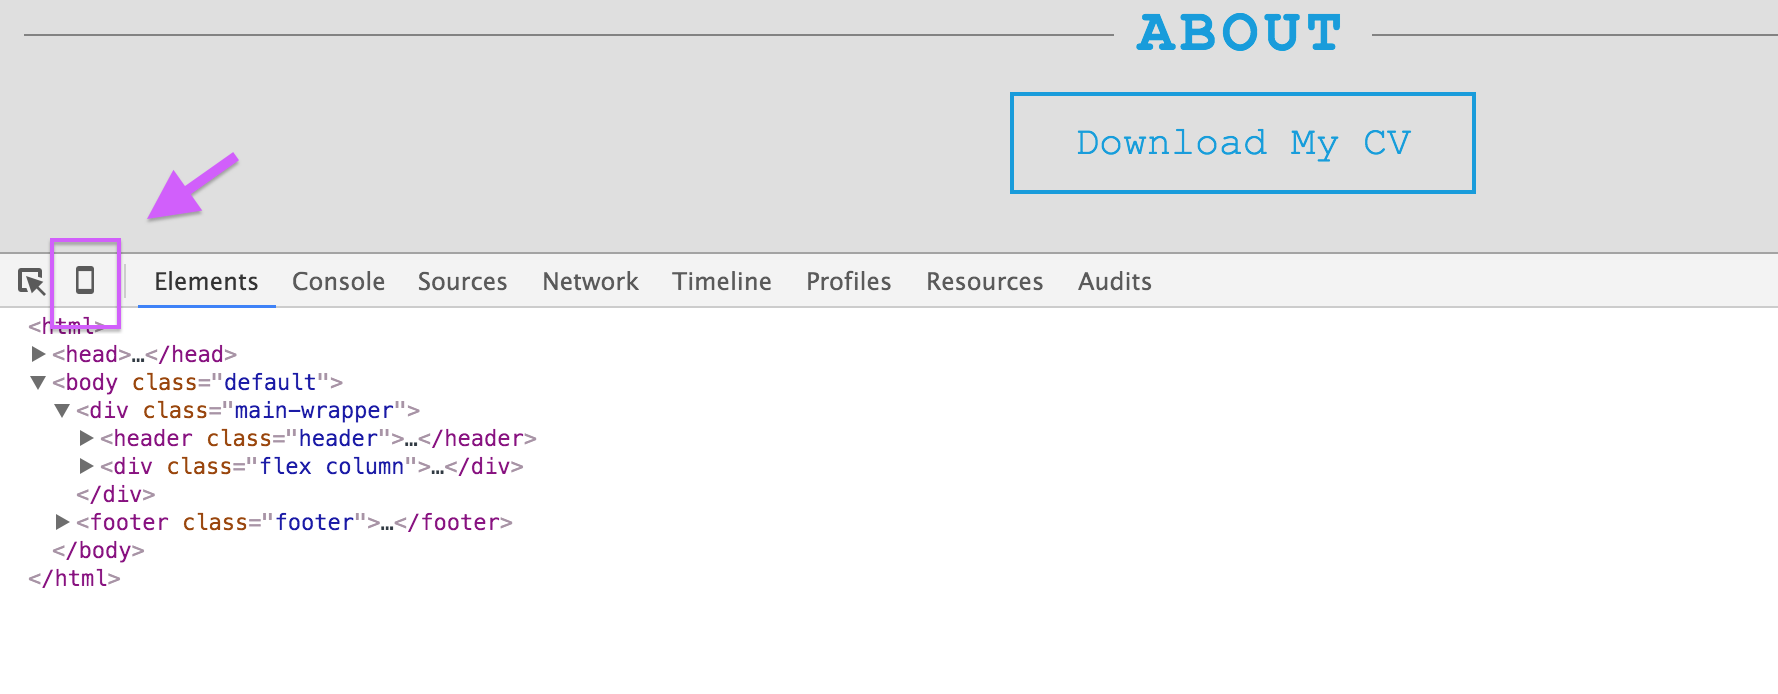 ABOUT
Download My CV
Elements Console Sources Network Timeline Profiles Resources Audits
<html>
<head>…</head>
<body class="default">
<div class="main-wrapper">
<header class="header">…</header>
<div class="flex column">…</div>
</div>
<footer class="footer">…</footer>
</body>
</html>